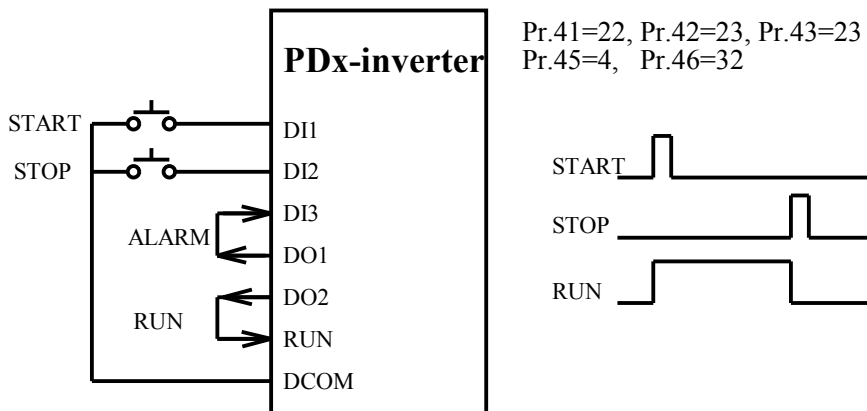 Pr.41=22, Pr.42=23, Pr.43=23
Pr.45=4, Pr.46=32
PDx-inverter
START
DI1
STOP
DI2
DI3
ALARM
DO1
DO2
RUN
RUN
DCOM
START
STOP
RUN